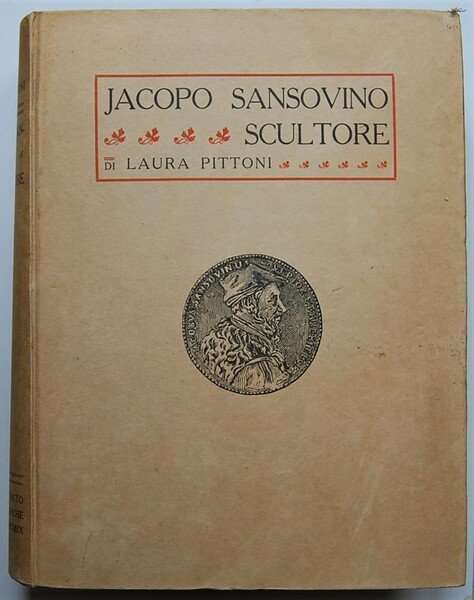 JACOPO SANSOVINO
SCULTORE
DI LAURA PITTONI